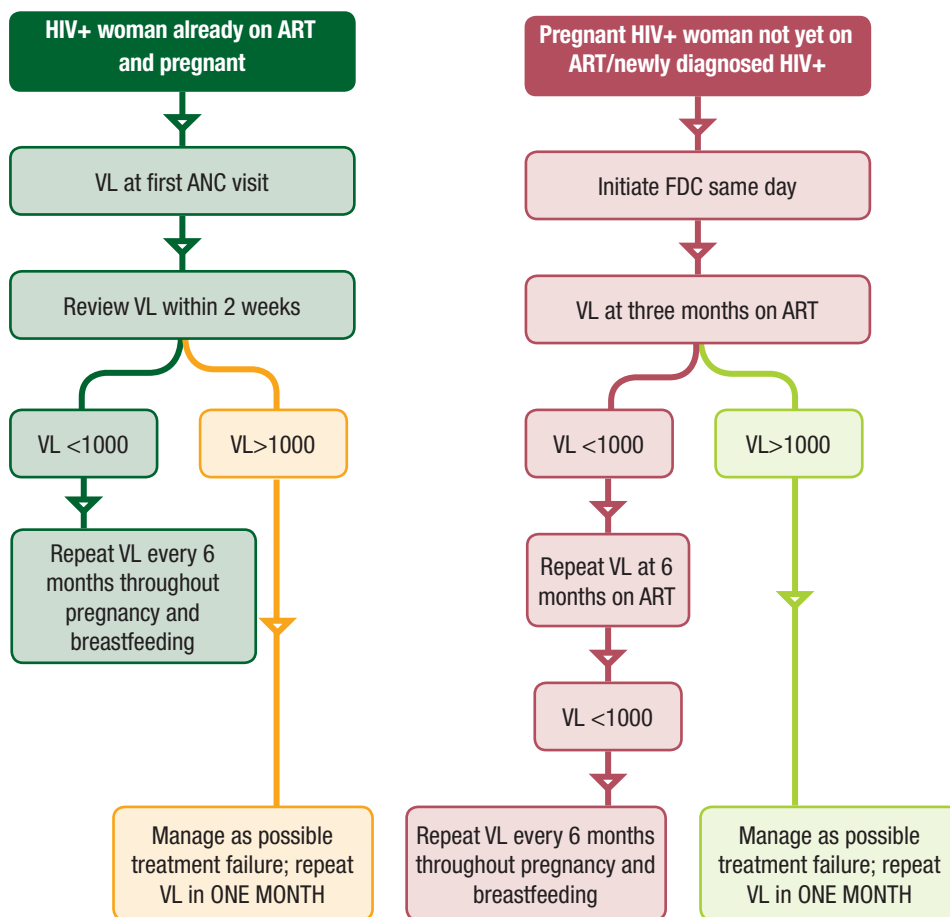 HIV+ woman already on ART
and pregnant
VL at first ANC visit
Review VL within 2 weeks
VL <1000
VL>1000
Repeat VL every 6
months throughout
pregnancy and
breastfeeding
Manage as possible
treatment failure; repeat
VL in ONE MONTH
Pregnant HIV+ woman not yet on
ART/newly diagnosed HIV+
Initiate FDC same day
VL at three months on ART
VL <1000
VL>1000
Repeat VL at 6
months on ART
VL <1000
Repeat VL every 6 months
throughout pregnancy and
breastfeeding
Manage as possible
treatment failure; repeat
VL in ONE MONTH